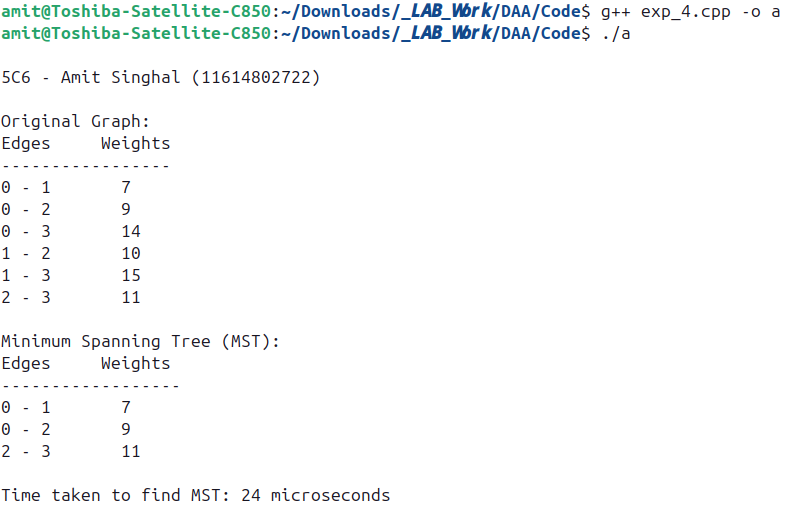 amit@Toshiba-Satellite-C850:~/Downloads/_LAB_Work/DAA/Code$ g++ exp_4.cpp -o a
amit@Toshiba-Satellite-C850:~/Downloads/_LAB_Work/DAA/Code$ ./a
5C6 - Amit Singhal (11614802722)
Original Graph:
Edges     Weights
-----------------
0 - 1       7
0 - 2       9
0 - 3       14
1 - 2       10
1 - 3       15
2 - 3       11
Minimum Spanning Tree (MST):
Edges     Weights
------------------
0 - 1       7
0 - 2       9
2 - 3       11
Time taken to find MST: 24 microseconds